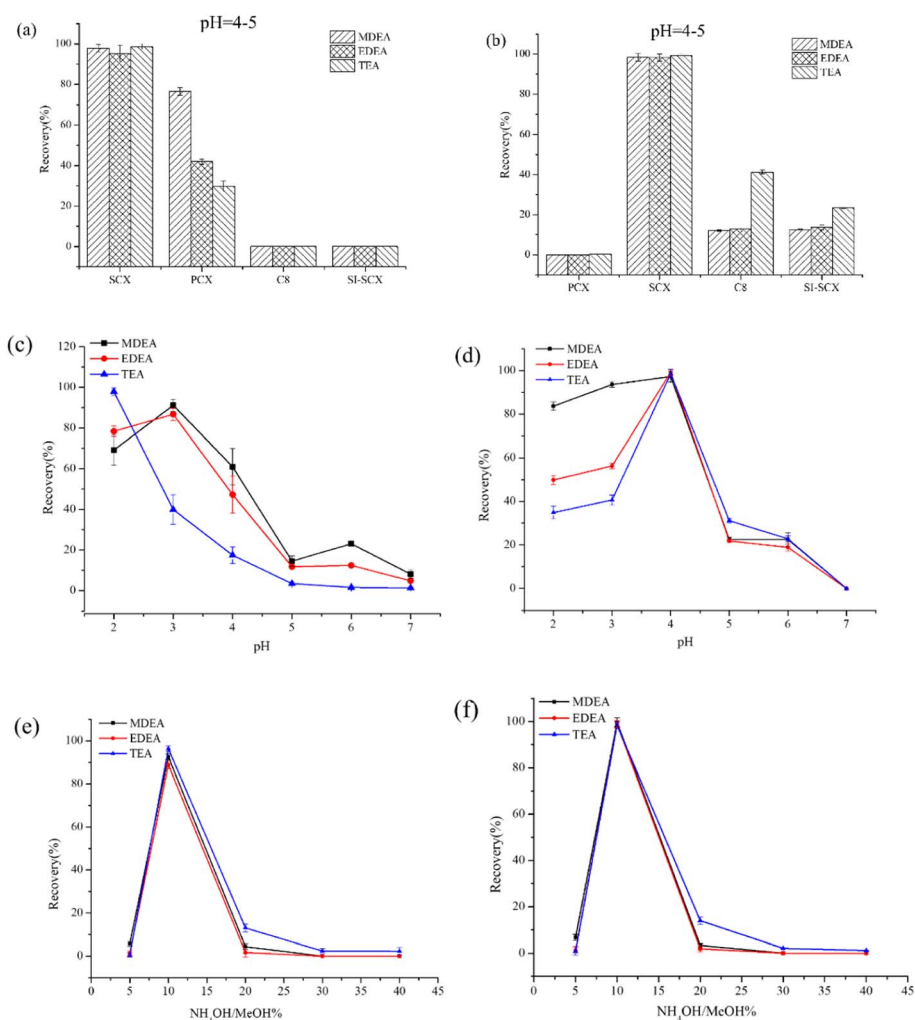 (a)
pH=4-5
MDEA
EDEA
TEA
100
80
60
40
20
0
Recovery(%)
SCX PCX C8 SI-SCX
(b)
pH=4-5
MDEA
EDEA
TEA
100
80
60
40
20
0
Recovery(%)
PCX SCX C8 SI-SCX
(c)
MDEA
EDEA
TEA
120
100
80
60
40
20
0
Recovery(%)
2 3 4 5 6 7
pH
(d)
MDEA
EDEA
TEA
100
80
60
40
20
0
Recovery(%)
2 3 4 5 6 7
pH
(e)
MDEA
EDEA
TEA
100
80
60
40
20
0
Recovery(%)
0 5 10 15 20 25 30 35 40 45
NH4OH/MeOH%
(f)
MDEA
EDEA
TEA
100
80
60
40
20
0
Recovery(%)
0 5 10 15 20 25 30 35 40 45
NH4OH/MeOH%